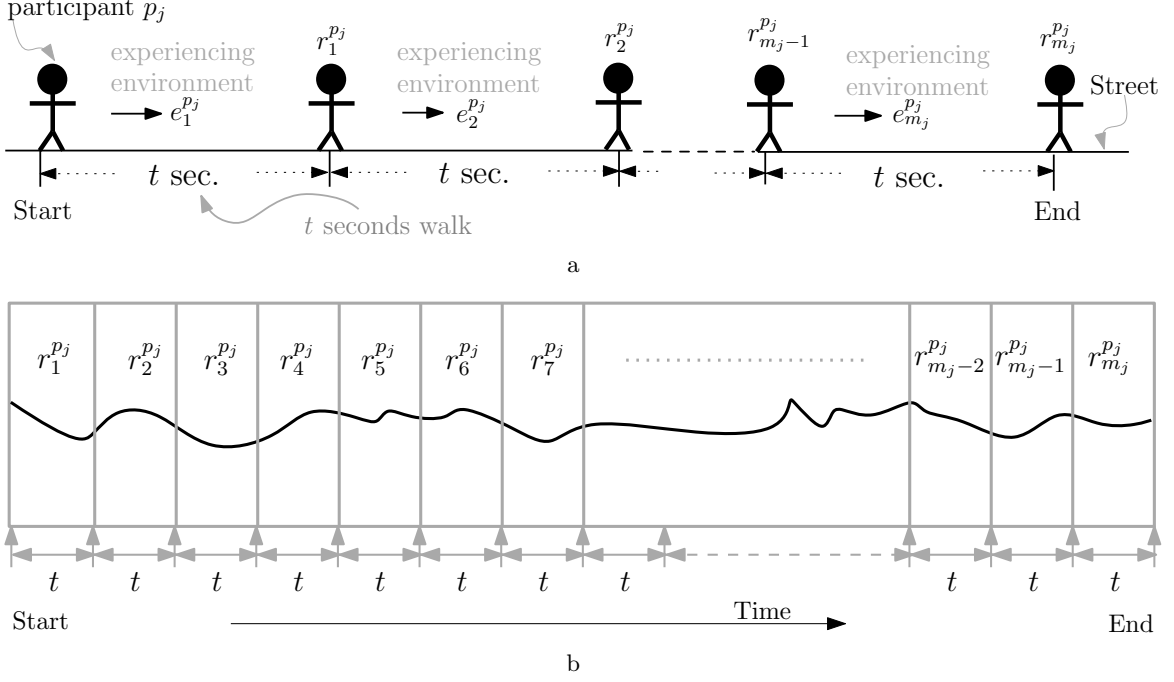 participant p_j
r_1^{p_j} r_2^{p_j} r_{m_j−1}^{p_j} r_{m_j}^{p_j}
experiencing experiencing experiencing
environment environment environment
Street
e_1^{p_j} e_2^{p_j} e_{m_j}^{p_j}
t sec. t sec. t sec.
Start End
t seconds walk
a
r_1^{p_j} r_2^{p_j} r_3^{p_j} r_4^{p_j} r_5^{p_j} r_6^{p_j} r_7^{p_j} r_{m_j−2}^{p_j} r_{m_j−1}^{p_j} r_{m_j}^{p_j}
t t t t t t t t t t t
Start Time End
b